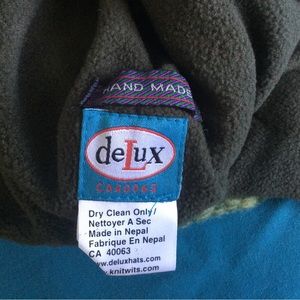 HAND MADE
deLux
CA40063
Dry Clean Only/
Nettoyer A Sec
Made in Nepal
Fabrique En Nepal
CA 40063
www.deluxhats.com
www.knitwits.com